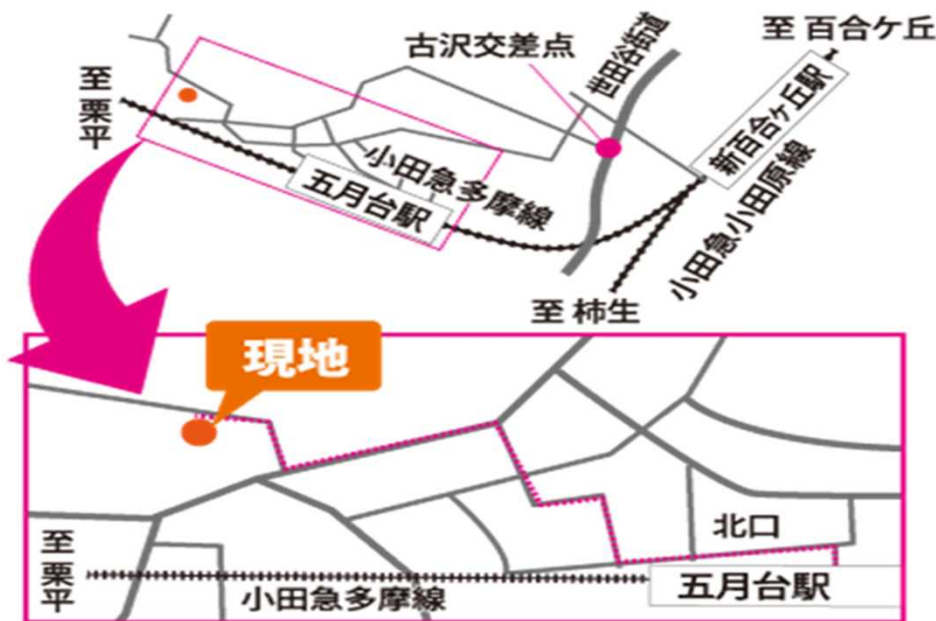 至 百合ケ丘
古沢交差点
世田谷街道
至栗平
新百合ヶ丘駅
小田急多摩線
五月台駅
小田急小田原線
至 柿生
現地
北口
至栗平
小田急多摩線
五月台駅